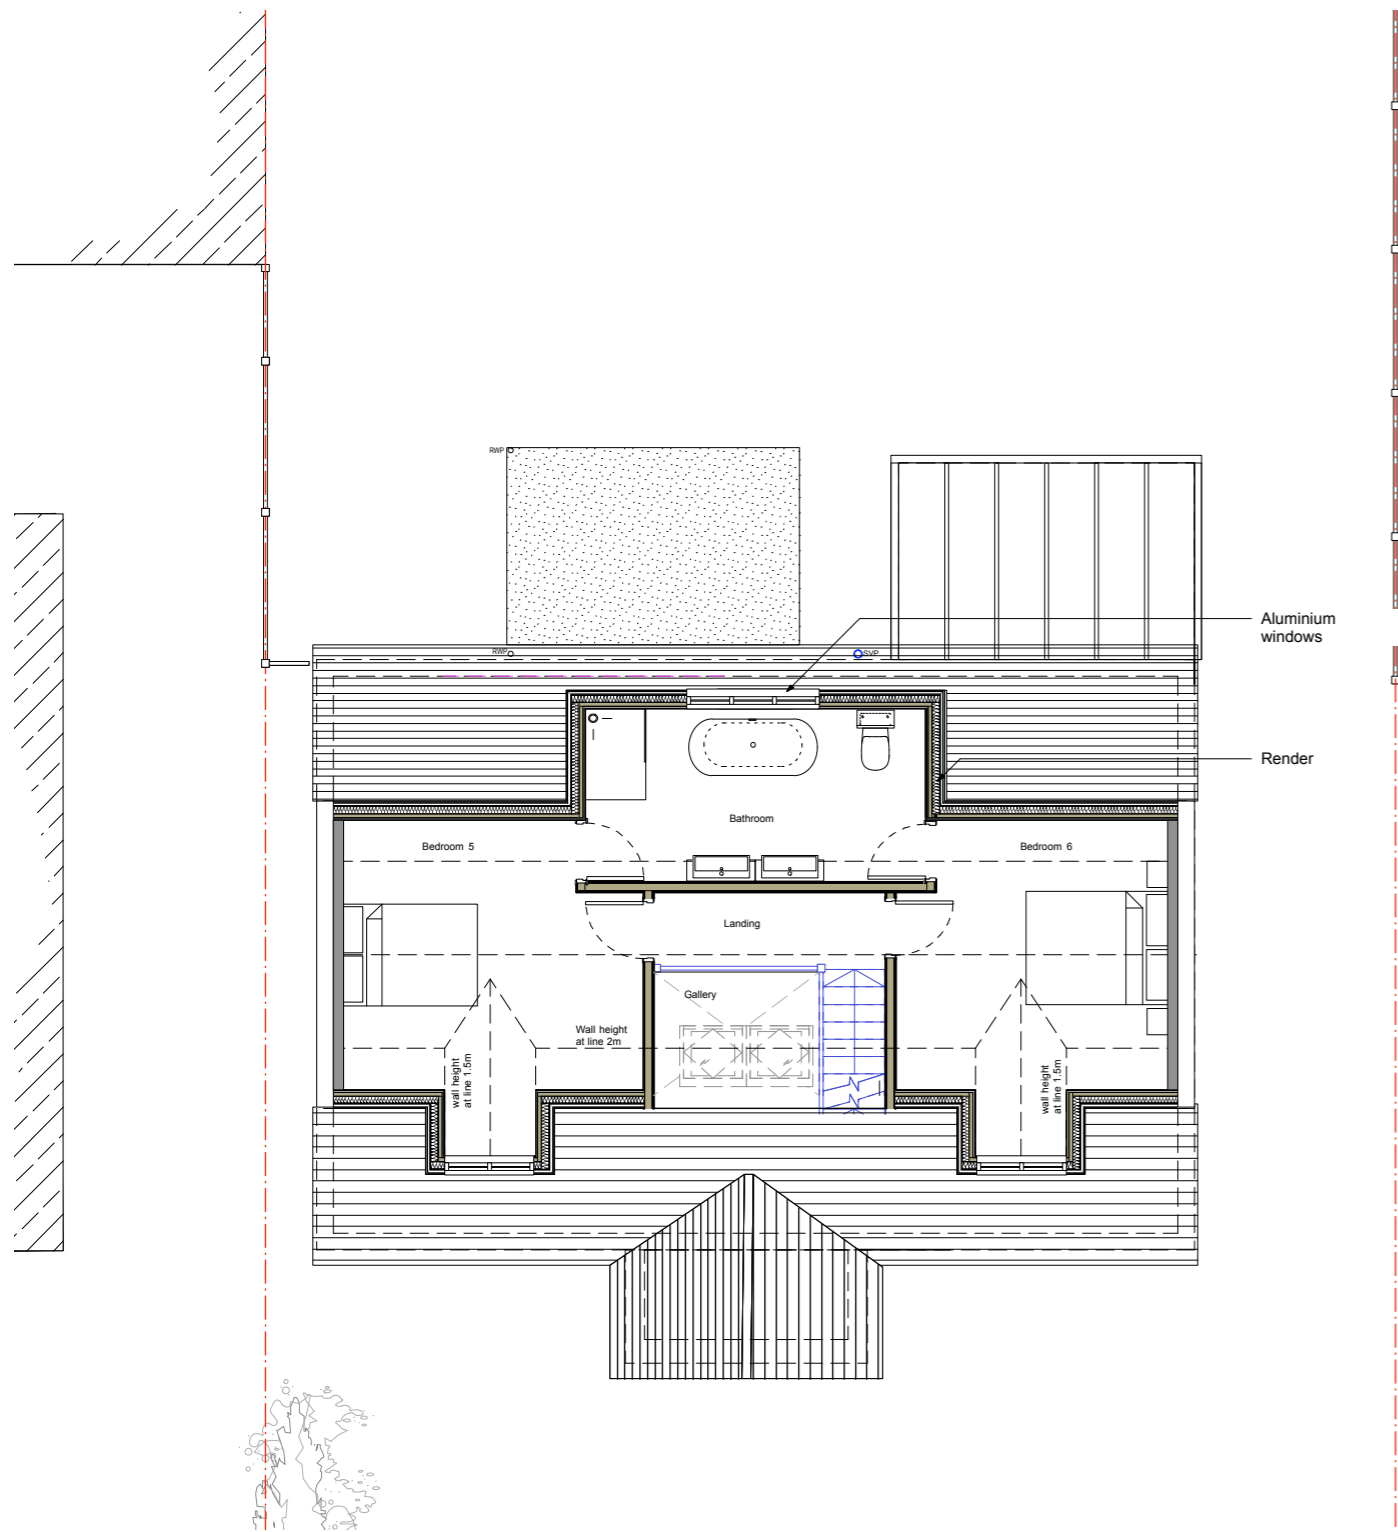 RWP
Aluminium
windows
RWP
SVP
Render
Bathroom
Bedroom 5
Bedroom 6
Landing
Gallery
Wall height
at line 2m
wall height
at line 1.5m
wall height
at line 1.5m